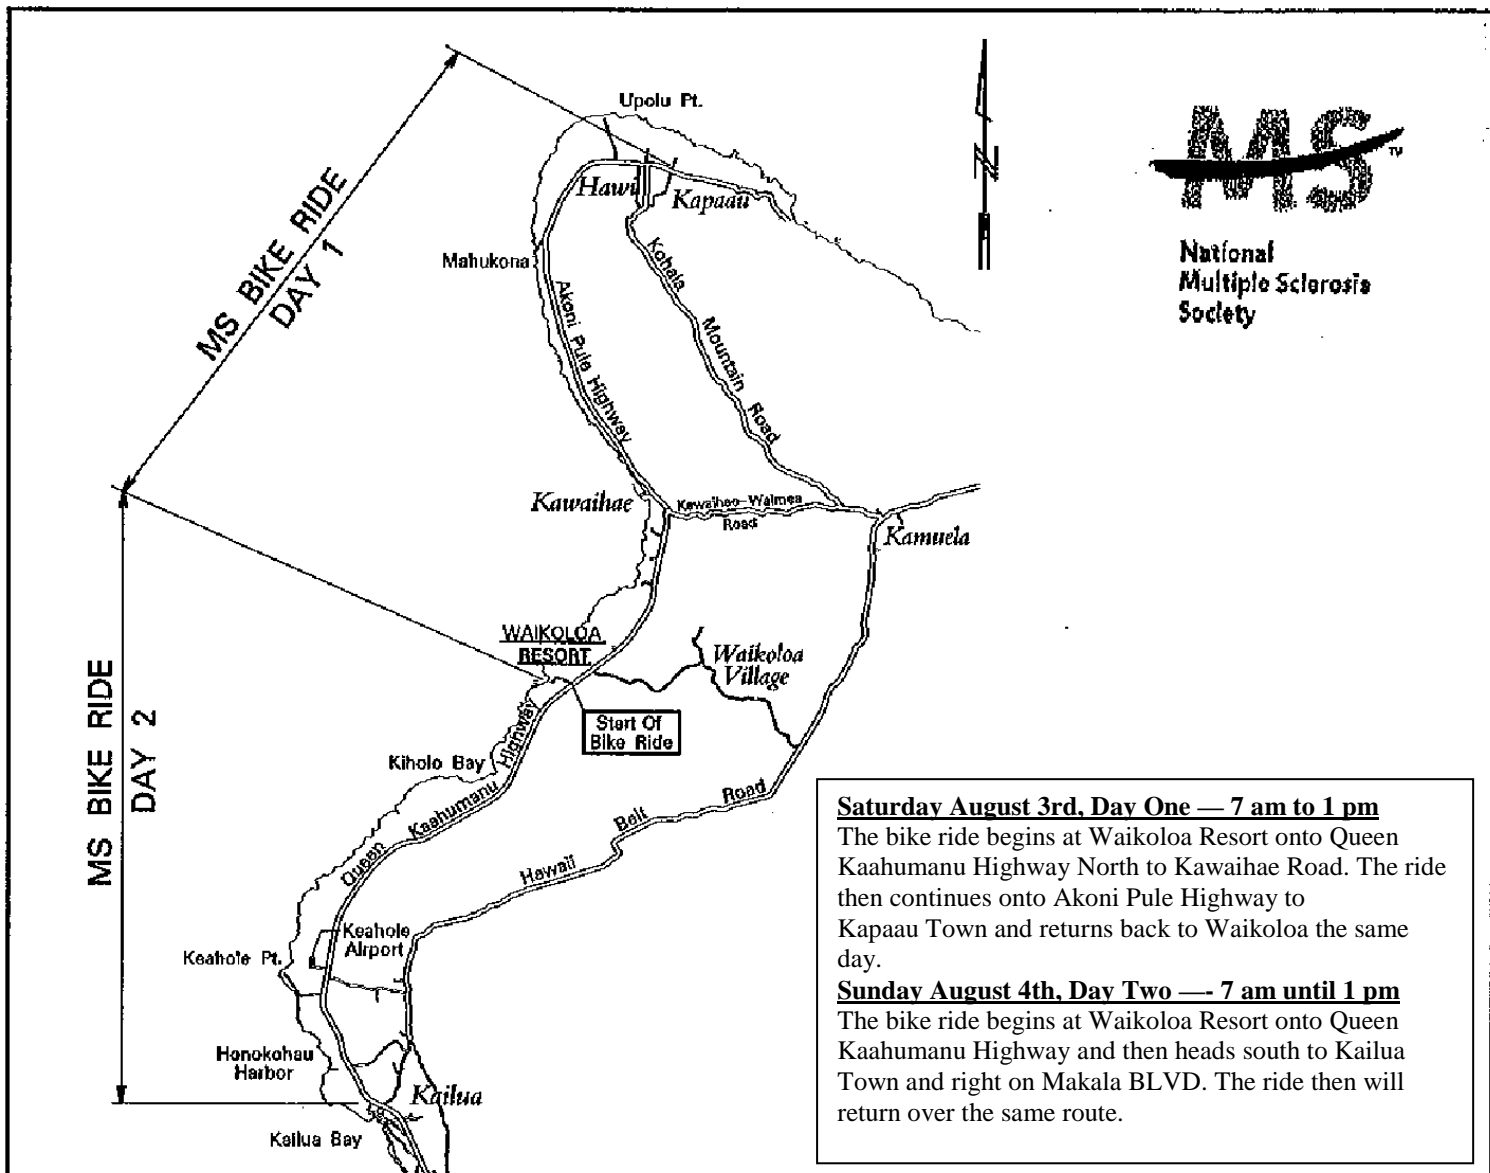 Upolu Pt.
Hawi
Kapaau
MS BIKE RIDE
DAY 1
Mahukona
Kohala Mountain Road
Akoni Pule Highway
N
MS
TM
National
Multiple Sclerosis
Society
Kawaihae
Kawaihae-Waimea
Road
Kamuela
WAIKOLOA
RESORT
Waikoloa
Village
Start Of
Bike Ride
MS BIKE RIDE
DAY 2
Kiholo Bay
Queen Kaahumanu Highway
Hawaii Belt Road
Keahole
Airport
Keahole Pt.
Honokohau
Harbor
Kailua
Kailua Bay
Saturday August 3rd, Day One — 7 am to 1 pm
The bike ride begins at Waikoloa Resort onto Queen
Kaahumanu Highway North to Kawaihae Road. The ride
then continues onto Akoni Pule Highway to
Kapaau Town and returns back to Waikoloa the same
day.
Sunday August 4th, Day Two —- 7 am until 1 pm
The bike ride begins at Waikoloa Resort onto Queen
Kaahumanu Highway and then heads south to Kailua
Town and right on Makala BLVD. The ride then will
return over the same route.